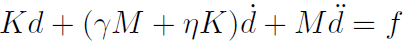 Kd + (γM + ηK)ḋ + Md̈ = f